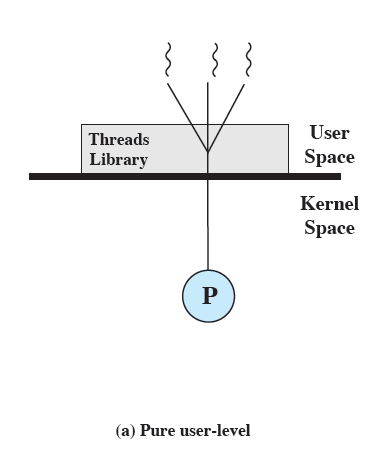 Threads
Library
User
Space
Kernel
Space
P
(a) Pure user-level